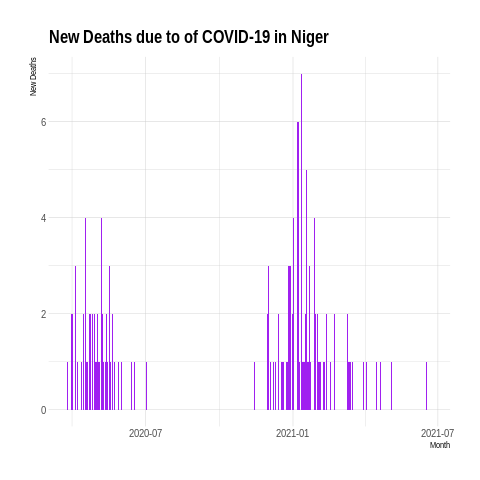 New Deaths due to of COVID-19 in Niger
New Deaths
6
4
2
0
2020-07
2021-01
2021-07
Month